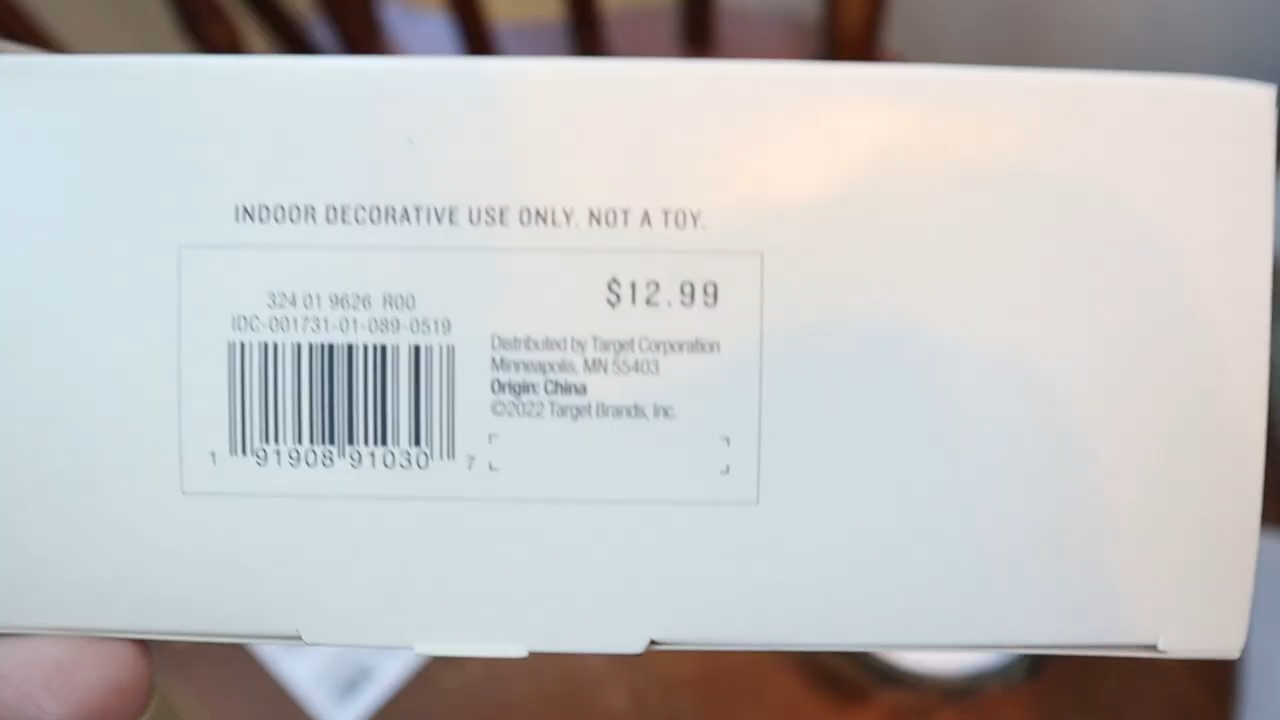 INDOOR DECORATIVE USE ONLY. NOT A TOY.
324 01 9626 R00
IDC-001731-01-089-0519
1 91908 91030 7
$12.99
Distributed by Target Corporation
Minneapolis, MN 55403
Origin: China
©2022 Target Brands, Inc.